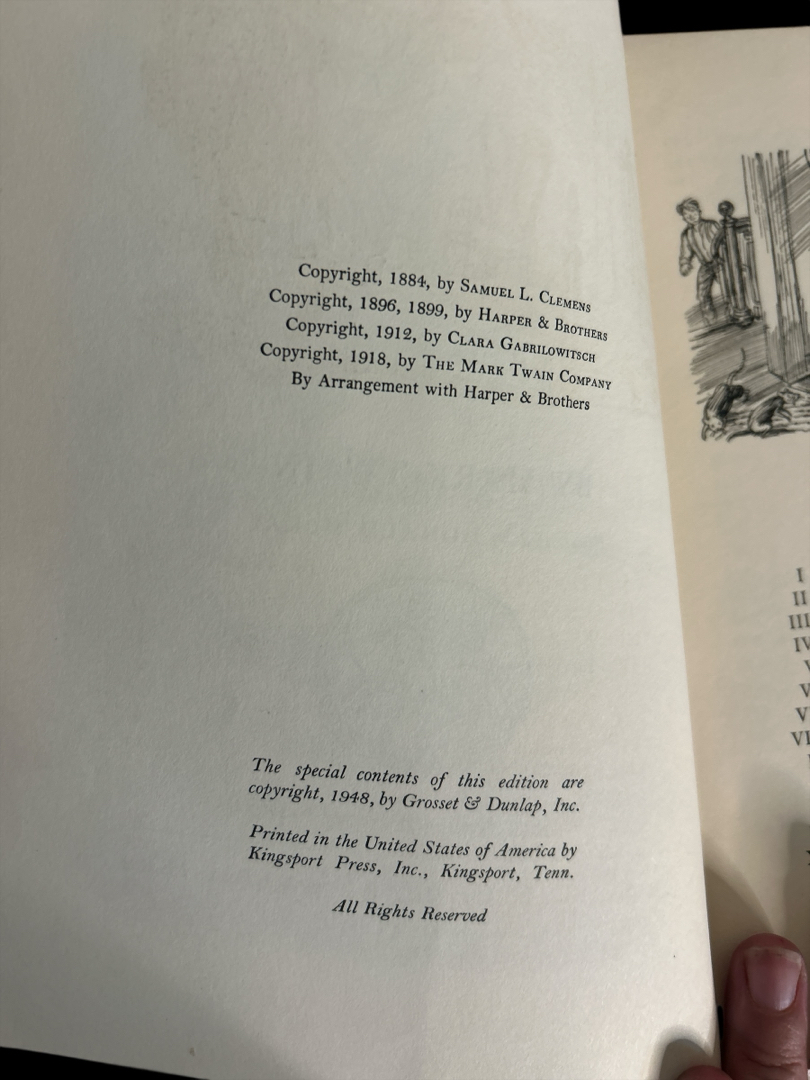 Copyright, 1884, by SAMUEL L. CLEMENS
Copyright, 1896, 1899, by HARPER & BROTHERS
Copyright, 1912, by CLARA GABRILOWITSCH
Copyright, 1918, by THE MARK TWAIN COMPANY
By Arrangement with Harper & Brothers
The special contents of this edition are
copyright, 1948, by Grosset & Dunlap, Inc.
Printed in the United States of America by
Kingsport Press, Inc., Kingsport, Tenn.
All Rights Reserved
I
II
III